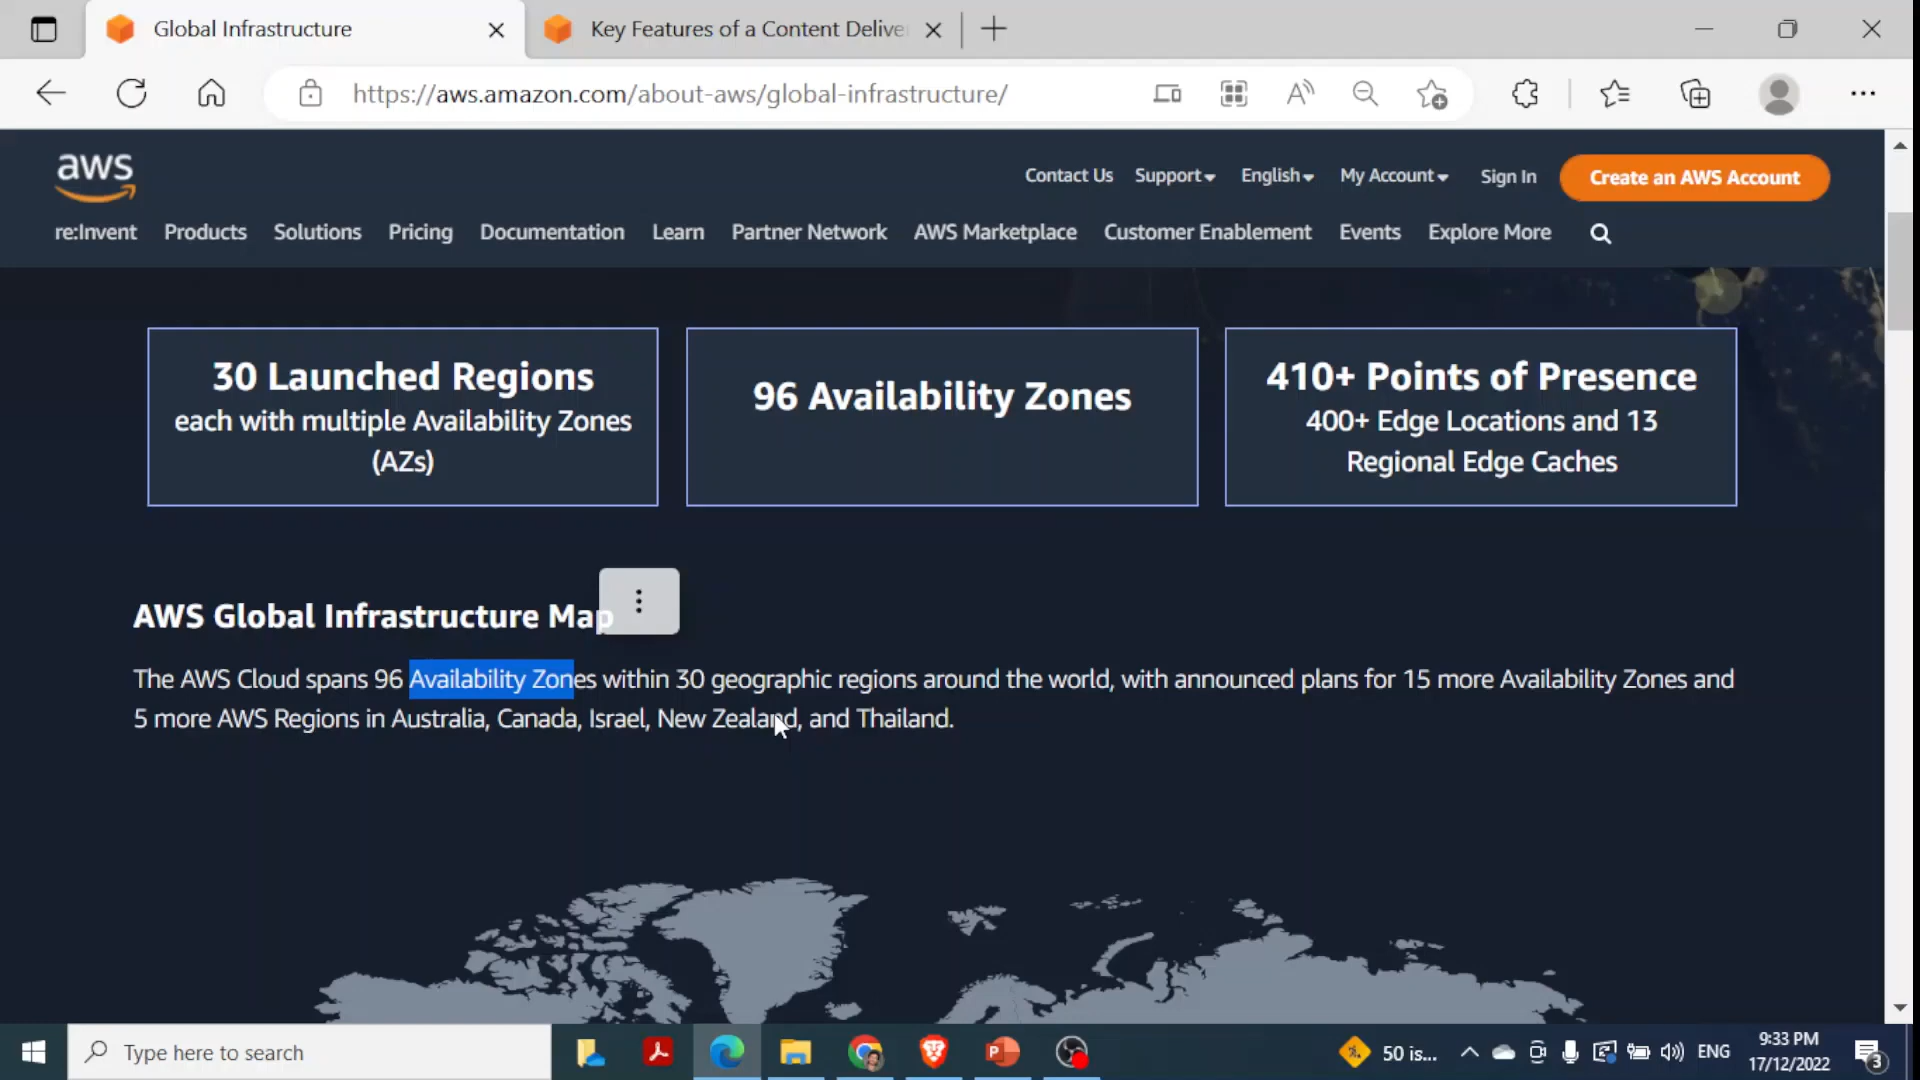 Global Infrastructure
Key Features of a Content Delive
https://aws.amazon.com/about-aws/global-infrastructure/
aws
Contact Us Support English My Account Sign In Create an AWS Account
re:Invent Products Solutions Pricing Documentation Learn Partner Network AWS Marketplace Customer Enablement Events Explore More
30 Launched Regions
each with multiple Availability Zones
(AZs)
96 Availability Zones
410+ Points of Presence
400+ Edge Locations and 13
Regional Edge Caches
AWS Global Infrastructure Map
The AWS Cloud spans 96 Availability Zones within 30 geographic regions around the world, with announced plans for 15 more Availability Zones and
5 more AWS Regions in Australia, Canada, Israel, New Zealand, and Thailand.
Type here to search
50 is...
ENG
9:33 PM
17/12/2022
3